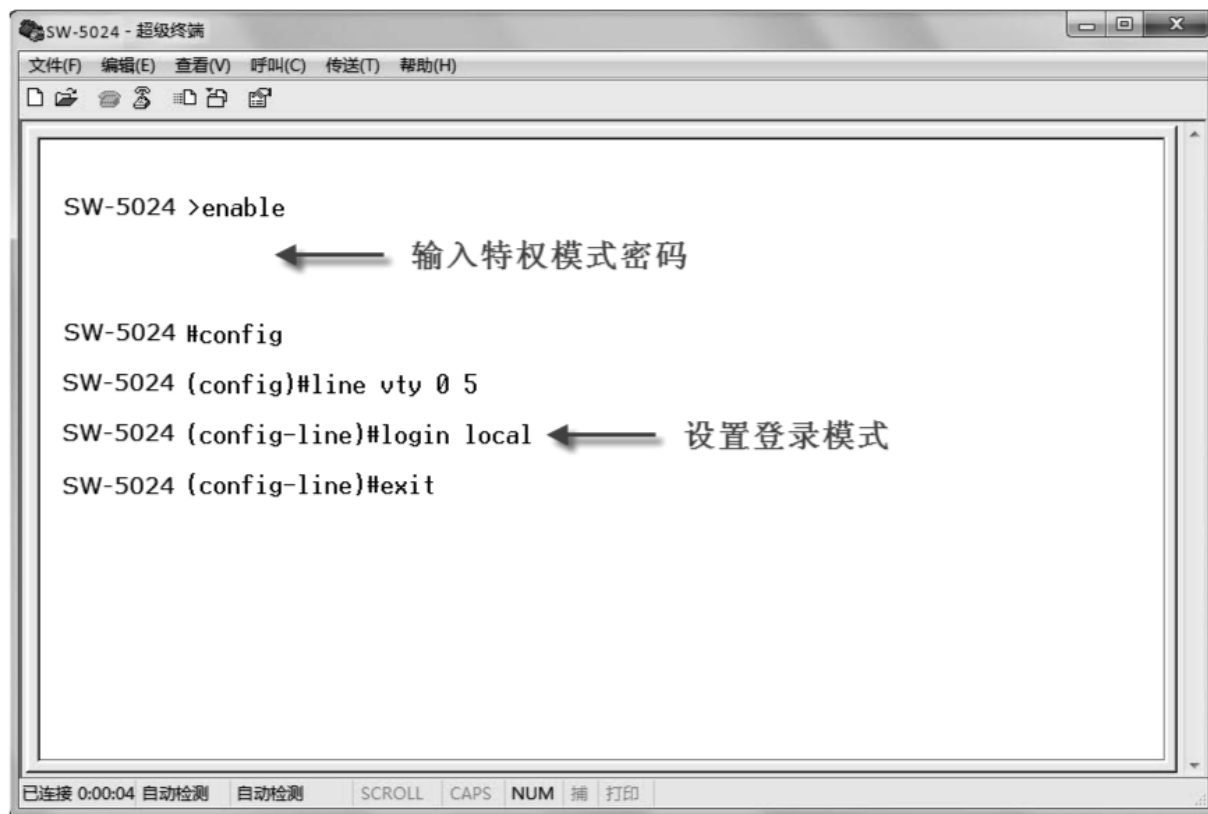 SW-5024 - 超级终端
文件(F) 编辑(E) 查看(V) 呼叫(C) 传送(T) 帮助(H)
SW-5024 >enable
输入特权模式密码
SW-5024 #config
SW-5024 (config)#line vty 0 5
SW-5024 (config-line)#login local 设置登录模式
SW-5024 (config-line)#exit
已连接 0:00:04 自动检测 自动检测 SCROLL CAPS NUM 捕 打印